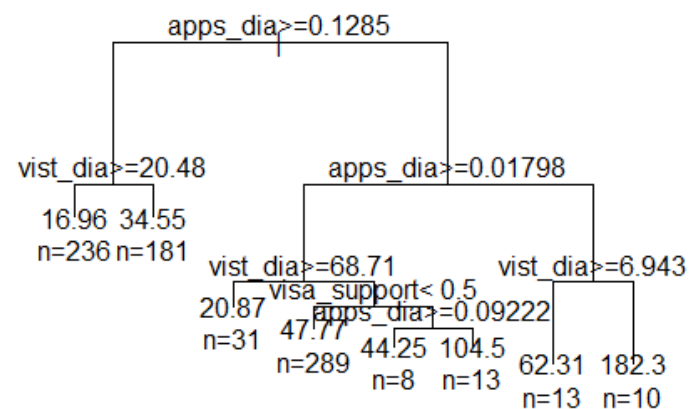 apps_dia>=0.1285
vist_dia>=20.48
apps_dia>=0.01798
16.96 34.55
n=236 n=181
vist_dia>=68.71
vist_dia>=6.943
visa_support< 0.5
20.87
n=31
apps_dia>=0.09222
47.77
n=289
44.25 104.5
n=8 n=13
62.31 182.3
n=13 n=10